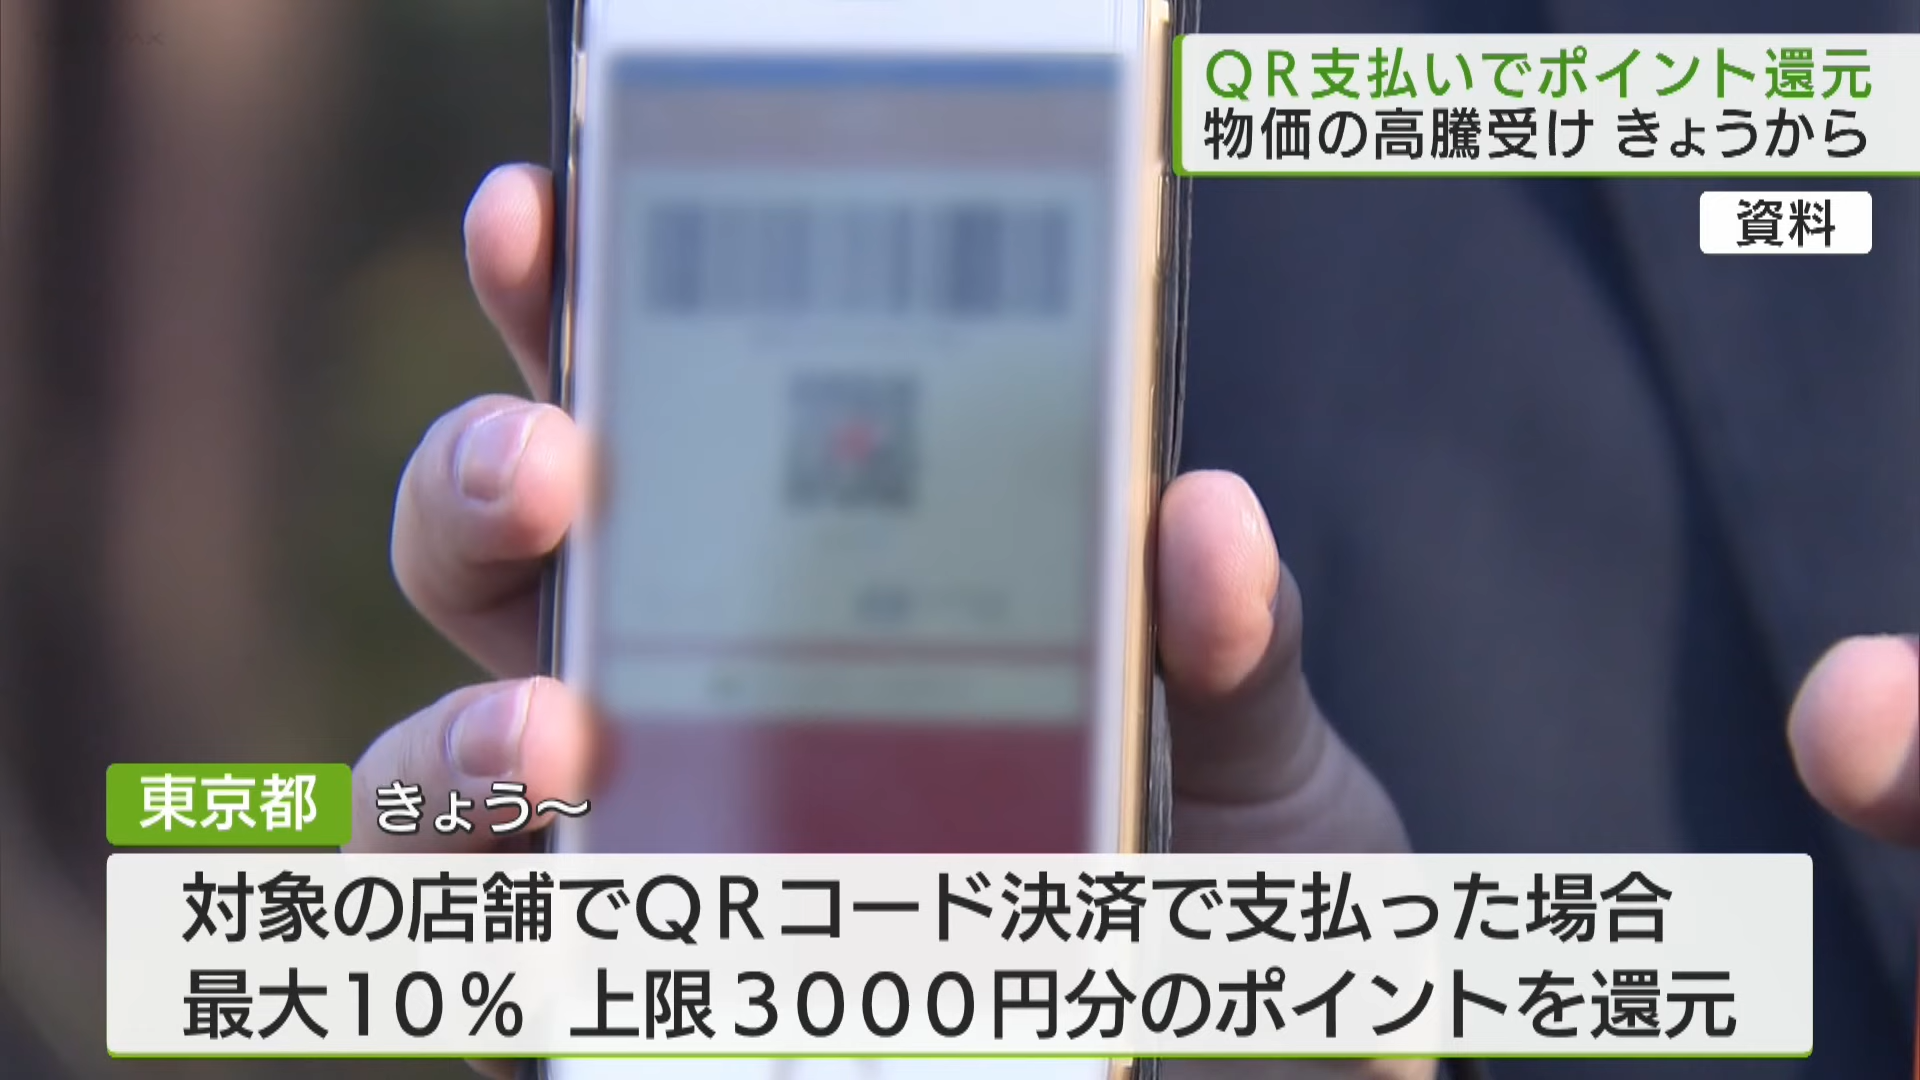 QR支払いでポイント還元
物価の高騰受け きょうから
資料
東京都 きょう〜
対象の店舗でQRコード決済で支払った場合
最大10% 上限3000円分のポイントを還元